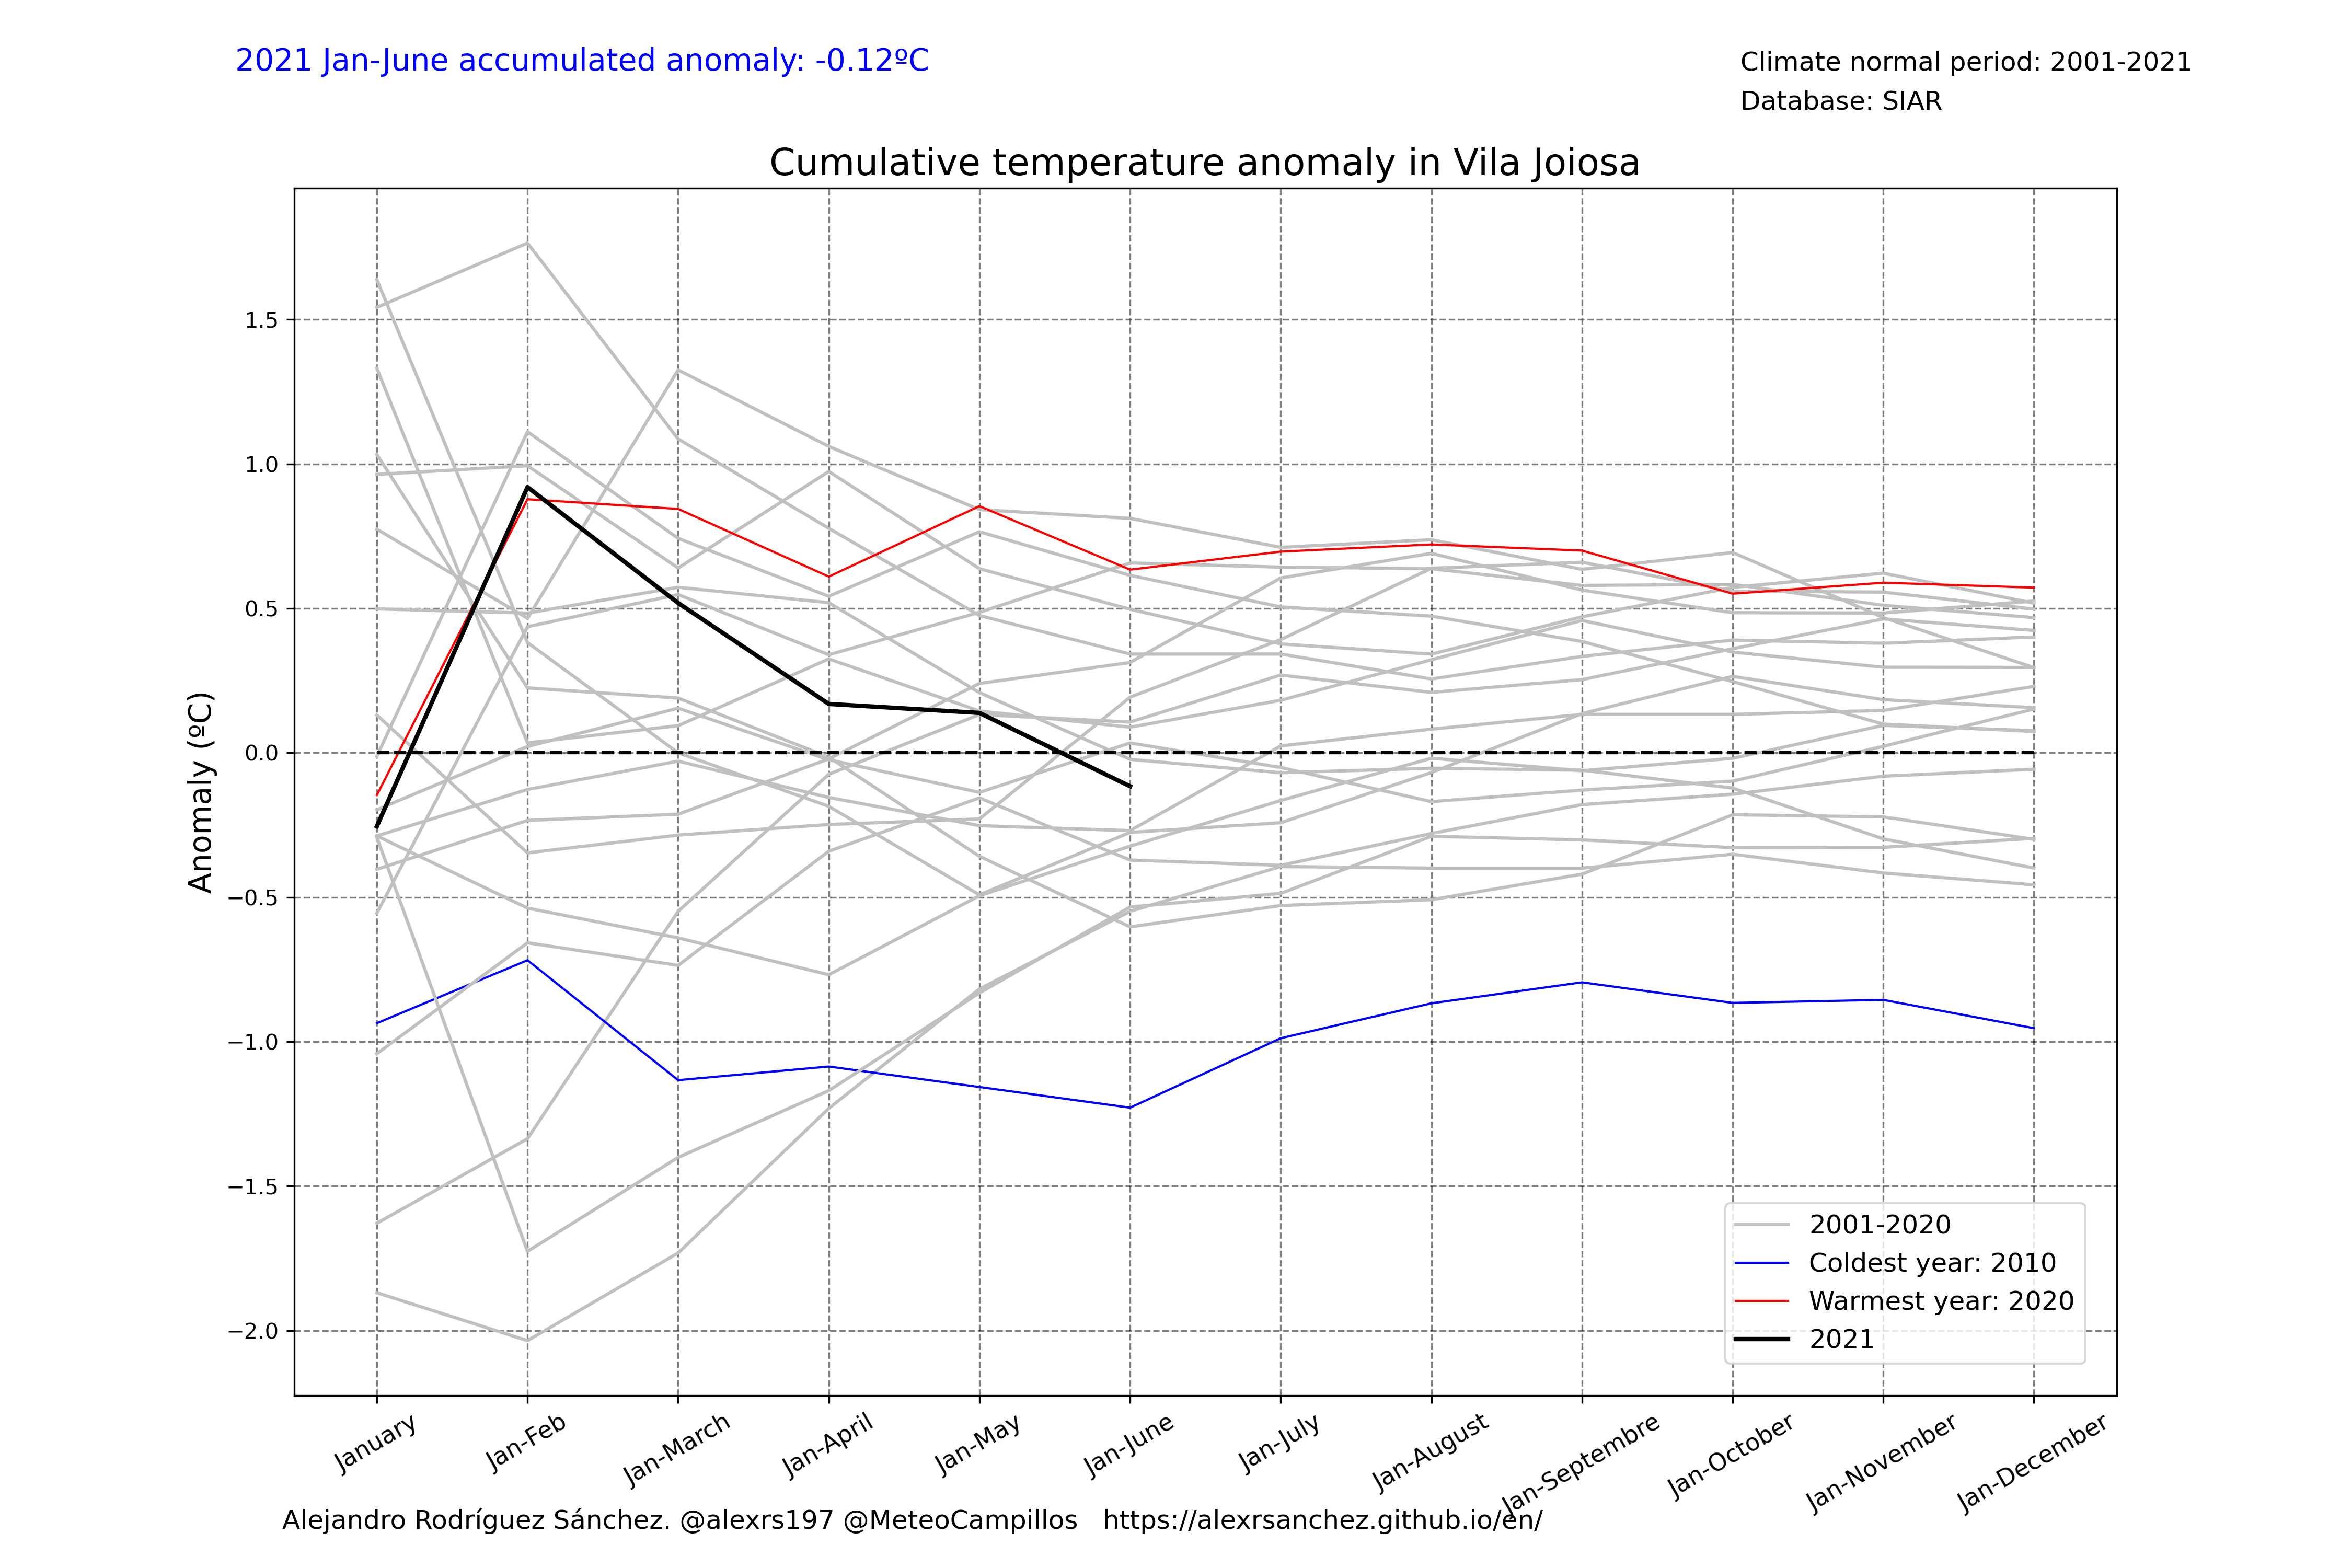 2021 Jan-June accumulated anomaly: -0.12ºC
Climate normal period: 2001-2021
Database: SIAR
Cumulative temperature anomaly in Vila Joiosa
Anomaly (ºC)
1.5
1.0
0.5
0.0
−0.5
−1.0
−1.5
−2.0
2001-2020
Coldest year: 2010
Warmest year: 2020
2021
January
Jan-Feb
Jan-March
Jan-April
Jan-May
Jan-June
Jan-July
Jan-August
Jan-Septembre
Jan-October
Jan-November
Jan-December
Alejandro Rodríguez Sánchez. @alexrs197 @MeteoCampillos   https://alexrsanchez.github.io/en/